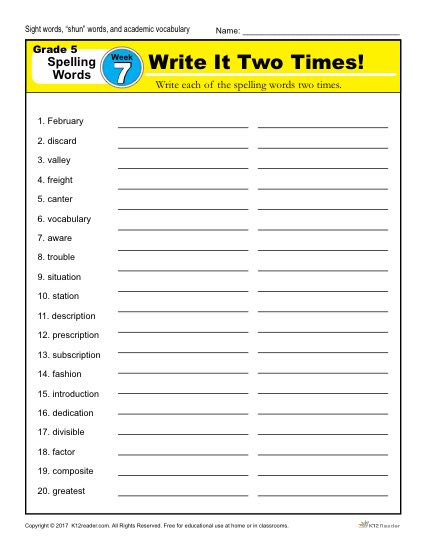 Sight words, "shun" words, and academic vocabulary Name:
Grade 5
Spelling
Words
Week
7
Write It Two Times!
Write each of the spelling words two times.
1. February
2. discard
3. valley
4. freight
5. canter
6. vocabulary
7. aware
8. trouble
9. situation
10. station
11. description
12. prescription
13. subscription
14. fashion
15. introduction
16. dedication
17. divisible
18. factor
19. composite
20. greatest
Copyright © 2017 K12reader.com. All Rights Reserved. Free for educational use at home or in classrooms.
K12 Reader